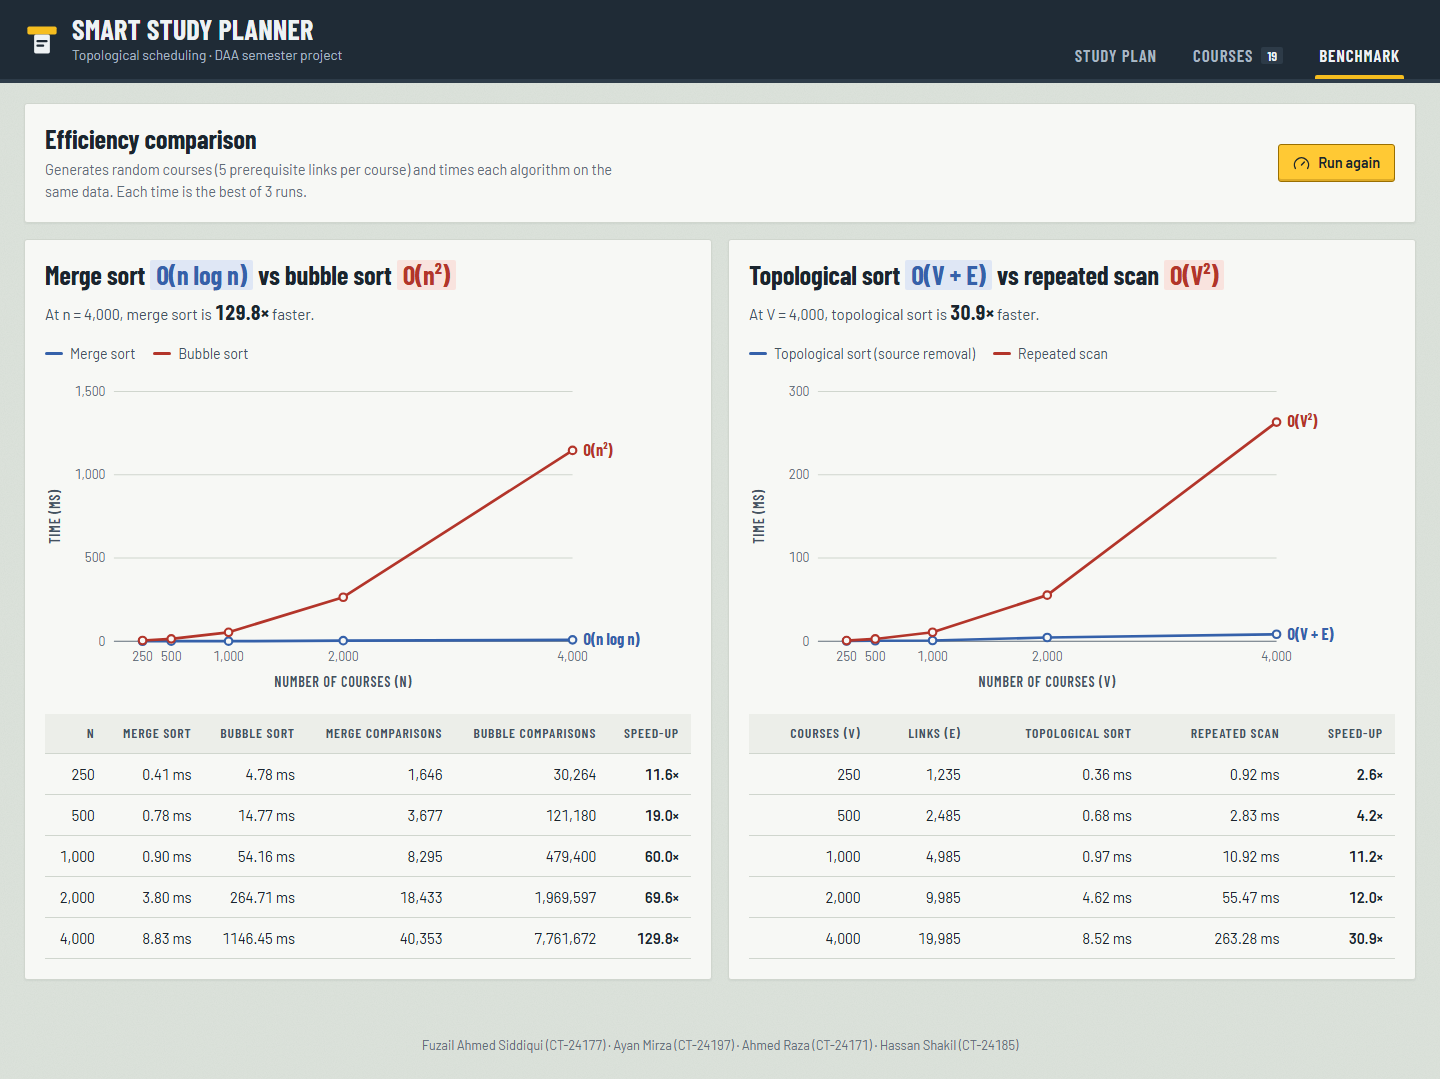 SMART STUDY PLANNER
Topological scheduling · DAA semester project
STUDY PLAN COURSES 19 BENCHMARK
Efficiency comparison
Generates random courses (5 prerequisite links per course) and times each algorithm on the
same data. Each time is the best of 3 runs.
Run again
Merge sort O(n log n) vs bubble sort O(n²)
At n = 4,000, merge sort is 129.8× faster.
Merge sort Bubble sort
1,500
1,000
500
0
TIME (MS)
O(n²)
O(n log n)
250 500 1,000 2,000 4,000
NUMBER OF COURSES (N)
N MERGE SORT BUBBLE SORT MERGE COMPARISONS BUBBLE COMPARISONS SPEED-UP
250 0.41 ms 4.78 ms 1,646 30,264 11.6×
500 0.78 ms 14.77 ms 3,677 121,180 19.0×
1,000 0.90 ms 54.16 ms 8,295 479,400 60.0×
2,000 3.80 ms 264.71 ms 18,433 1,969,597 69.6×
4,000 8.83 ms 1146.45 ms 40,353 7,761,672 129.8×
Topological sort O(V + E) vs repeated scan O(V²)
At V = 4,000, topological sort is 30.9× faster.
Topological sort (source removal) Repeated scan
300
200
100
0
TIME (MS)
O(V²)
O(V + E)
250 500 1,000 2,000 4,000
NUMBER OF COURSES (V)
COURSES (V) LINKS (E) TOPOLOGICAL SORT REPEATED SCAN SPEED-UP
250 1,235 0.36 ms 0.92 ms 2.6×
500 2,485 0.68 ms 2.83 ms 4.2×
1,000 4,985 0.97 ms 10.92 ms 11.2×
2,000 9,985 4.62 ms 55.47 ms 12.0×
4,000 19,985 8.52 ms 263.28 ms 30.9×
Fuzail Ahmed Siddiqui (CT-24177) · Ayan Mirza (CT-24197) · Ahmed Raza (CT-24171) · Hassan Shakil (CT-24185)